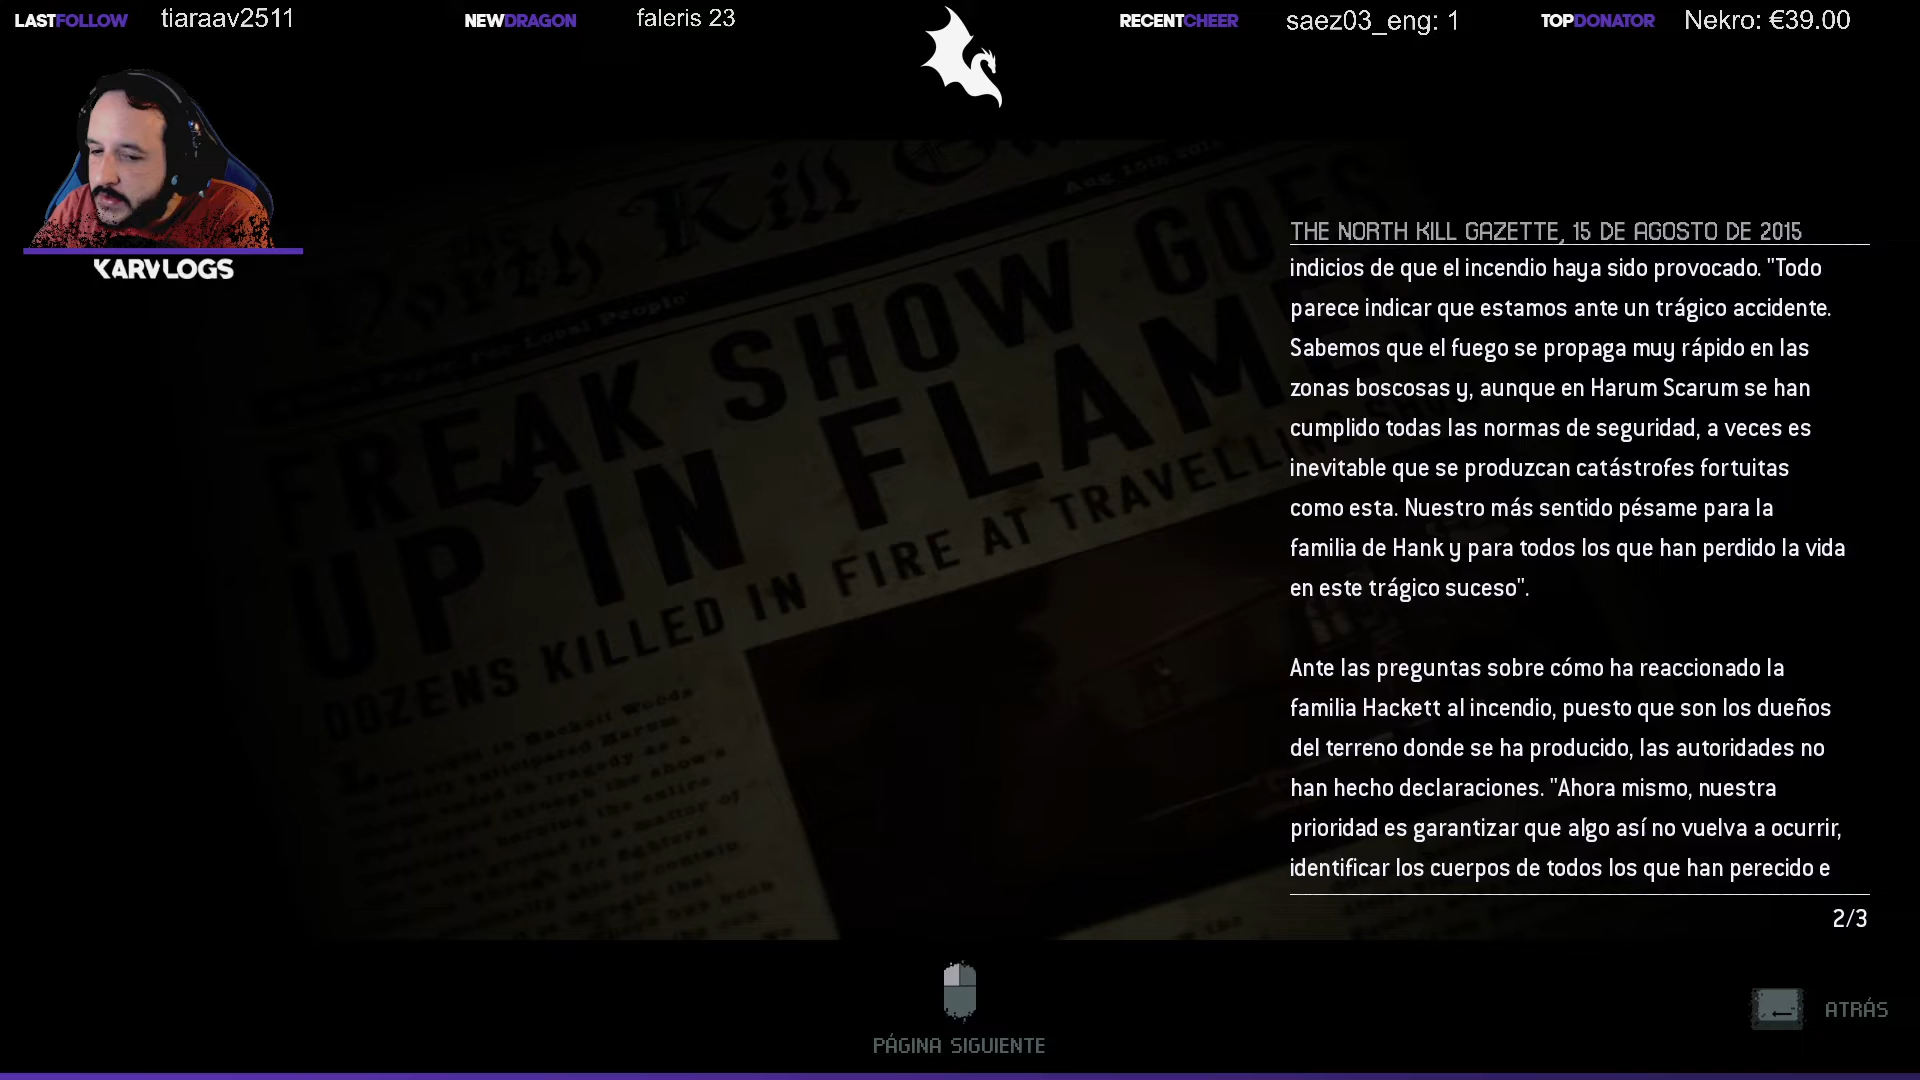 LASTFOLLOW tiaraav2511 NEWDRAGON faleris 23 RECENTCHEER saez03_eng: 1 TOPDONATOR Nekro: €39.00
KARVLOGS
North Kill
Aug 15th
FREAK SHOW GOES
UP IN FLAMES
DOZENS KILLED IN FIRE AT TRAVELLING
THE NORTH KILL GAZETTE, 15 DE AGOSTO DE 2015
indicios de que el incendio haya sido provocado. "Todo
parece indicar que estamos ante un trágico accidente.
Sabemos que el fuego se propaga muy rápido en las
zonas boscosas y, aunque en Harum Scarum se han
cumplido todas las normas de seguridad, a veces es
inevitable que se produzcan catástrofes fortuitas
como esta. Nuestro más sentido pésame para la
familia de Hank y para todos los que han perdido la vida
en este trágico suceso".
Ante las preguntas sobre cómo ha reaccionado la
familia Hackett al incendio, puesto que son los dueños
del terreno donde se ha producido, las autoridades no
han hecho declaraciones. "Ahora mismo, nuestra
prioridad es garantizar que algo así no vuelva a ocurrir,
identificar los cuerpos de todos los que han perecido e
2/3
PÁGINA SIGUIENTE
ATRÁS